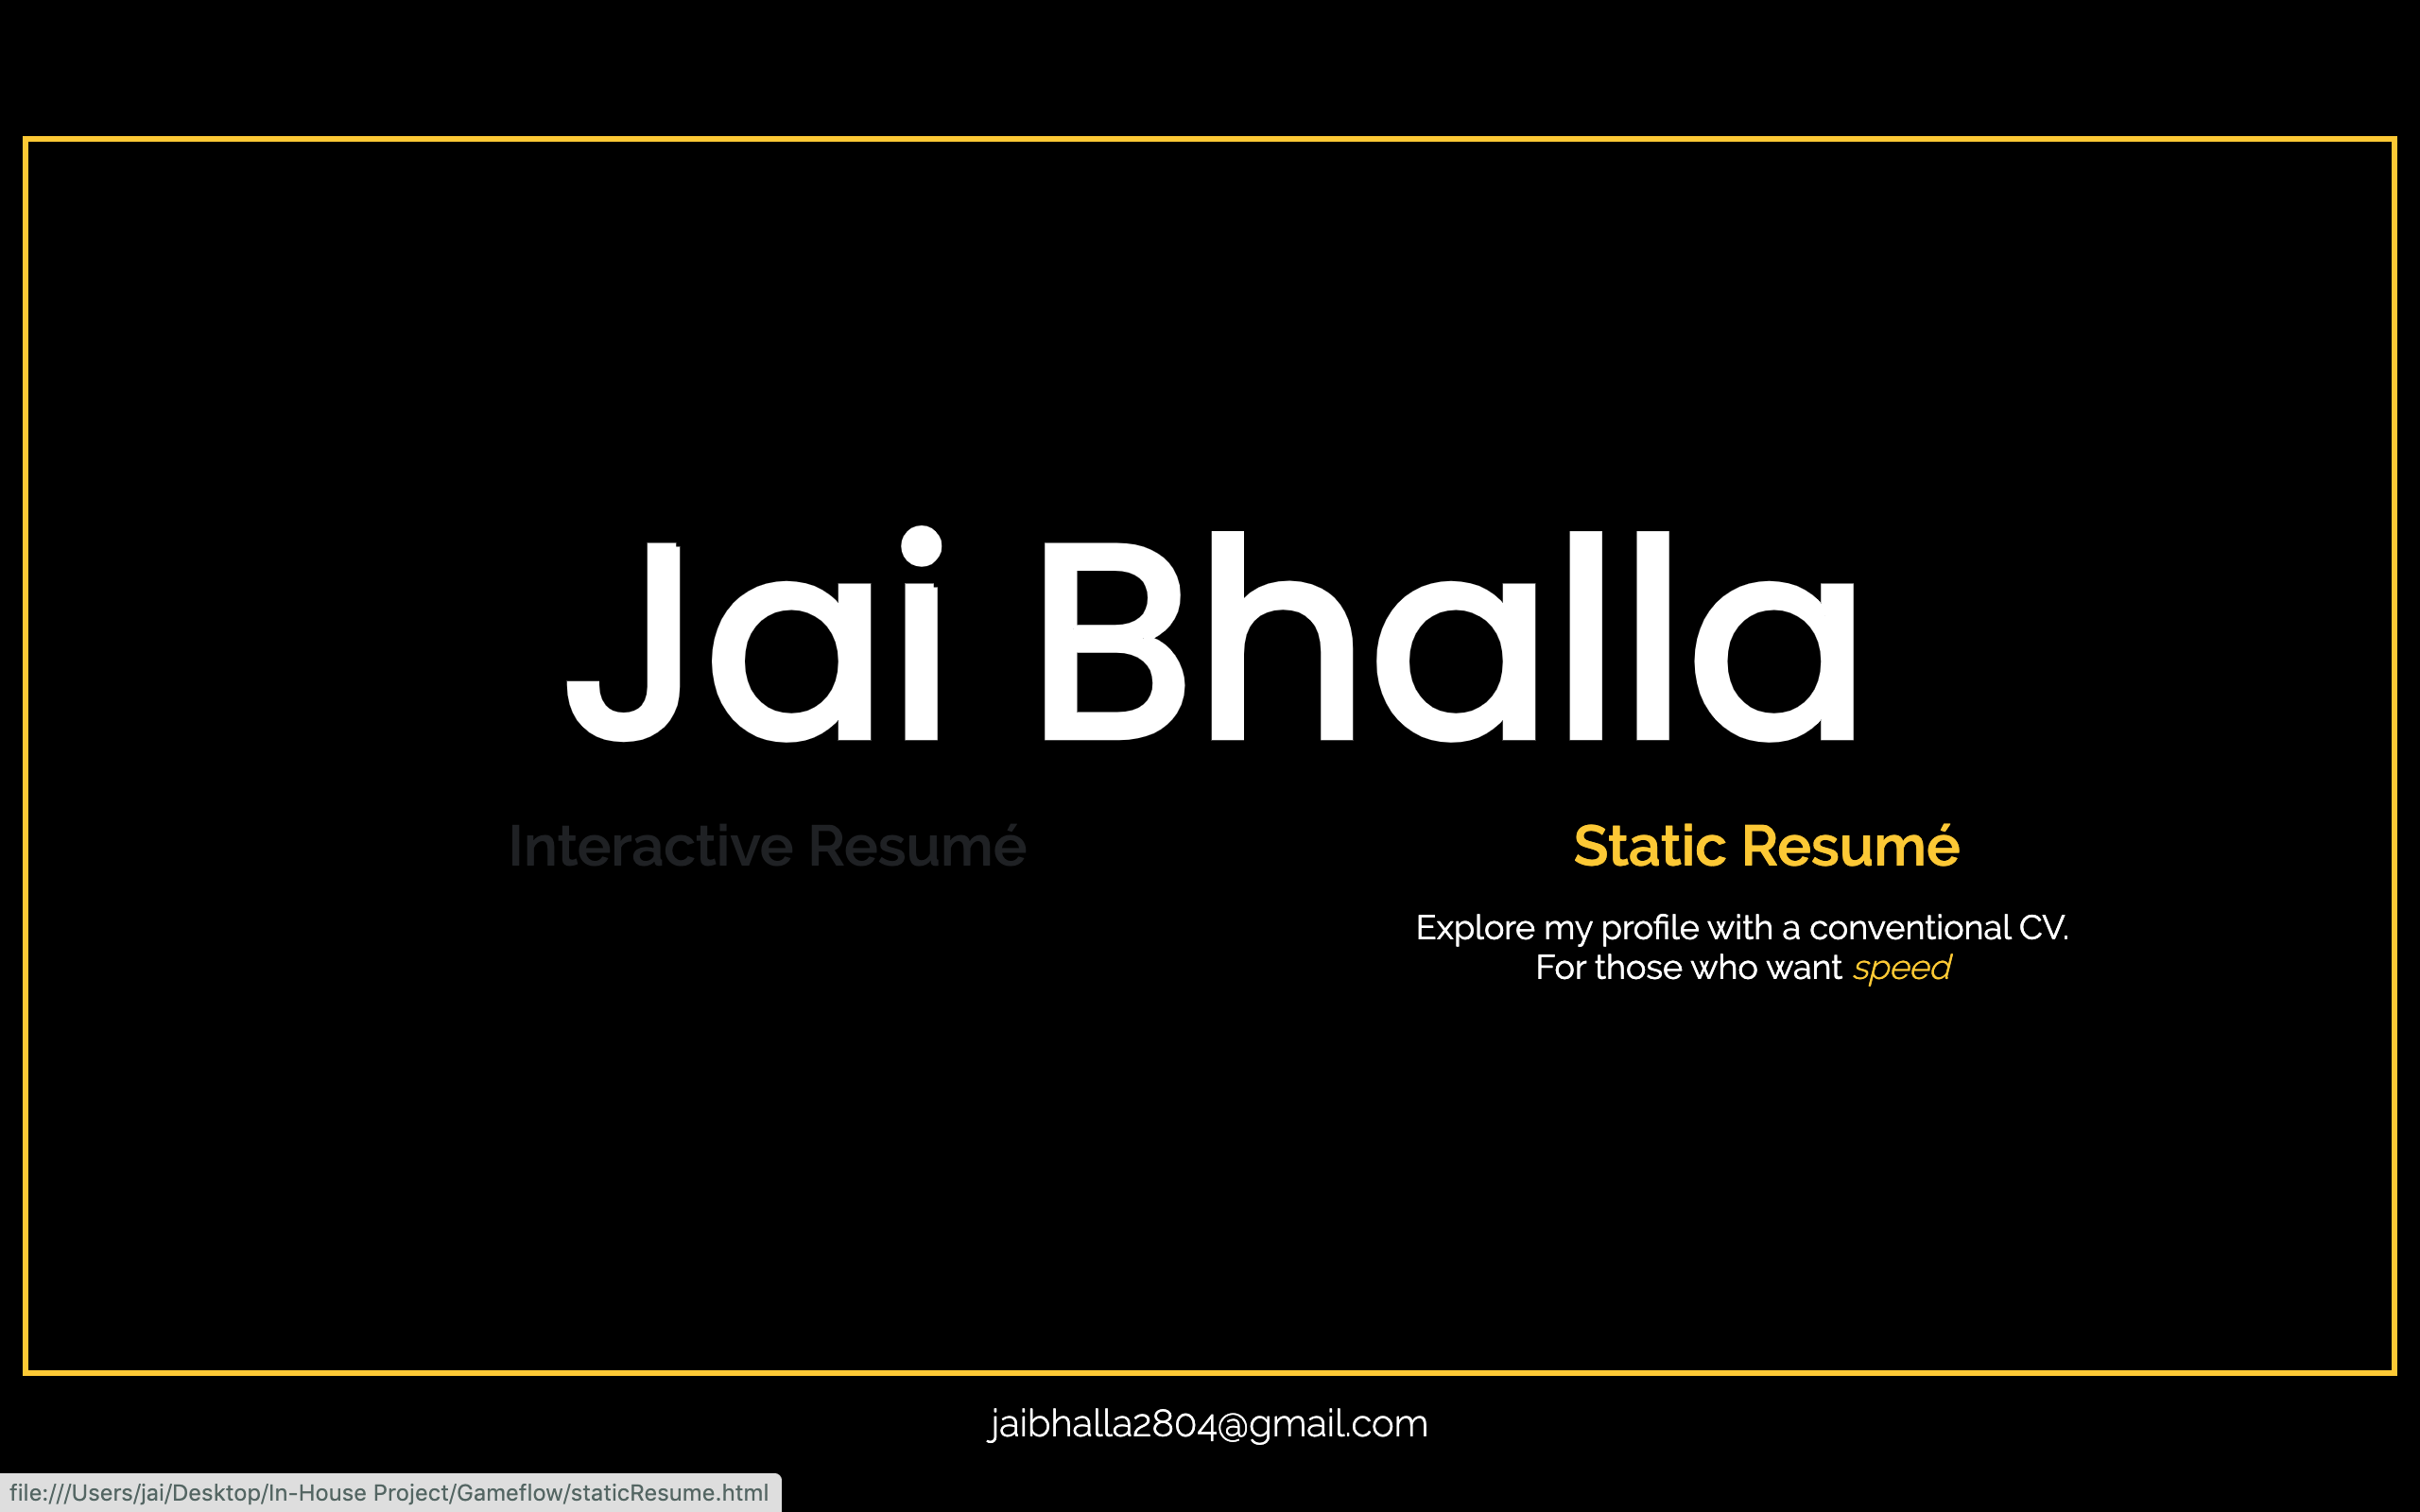 Jai Bhalla
Interactive Resumé
Static Resumé
Explore my profile with a conventional CV.
For those who want speed
jaibhalla2804@gmail.com
file:///Users/jai/Desktop/In-House Project/Gameflow/staticResume.html